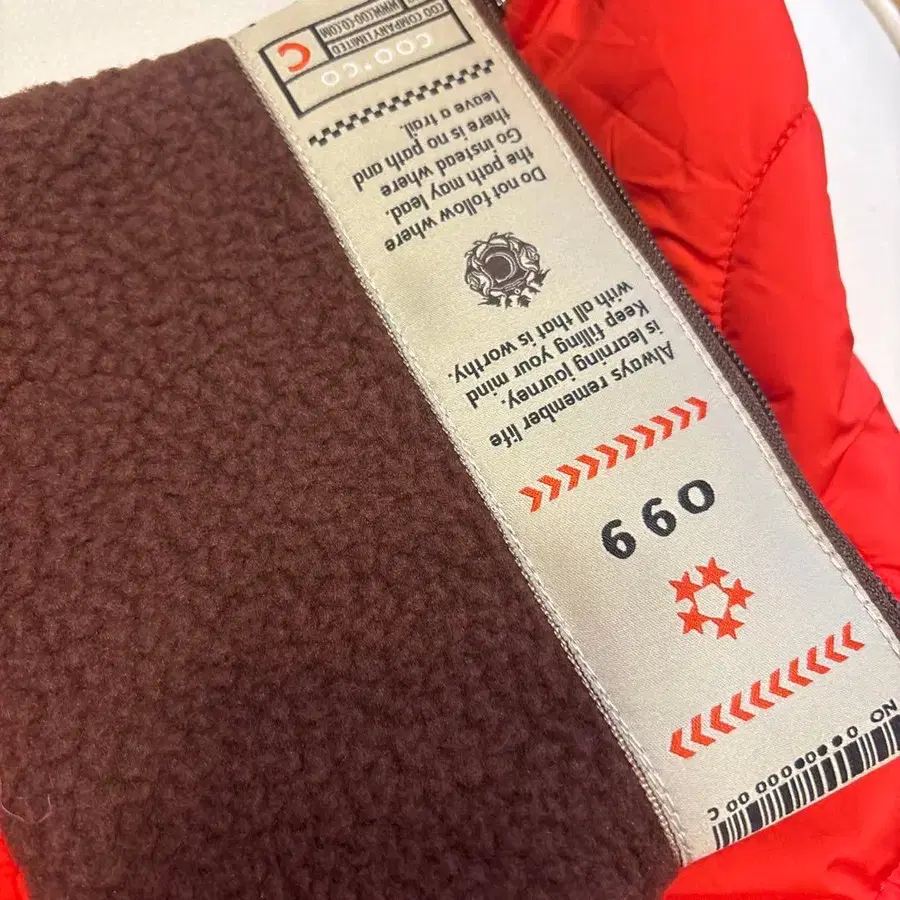 NO
C
099
Always remember life
is learning journey.
Keep filling your mind
with all that is worthy.
Do not follow where
the path may lead.
Go instead where
there is no path and
leave a trail.
COO°CO
C
COO COMPANY LIMITED
WWW.COO-CO.COM